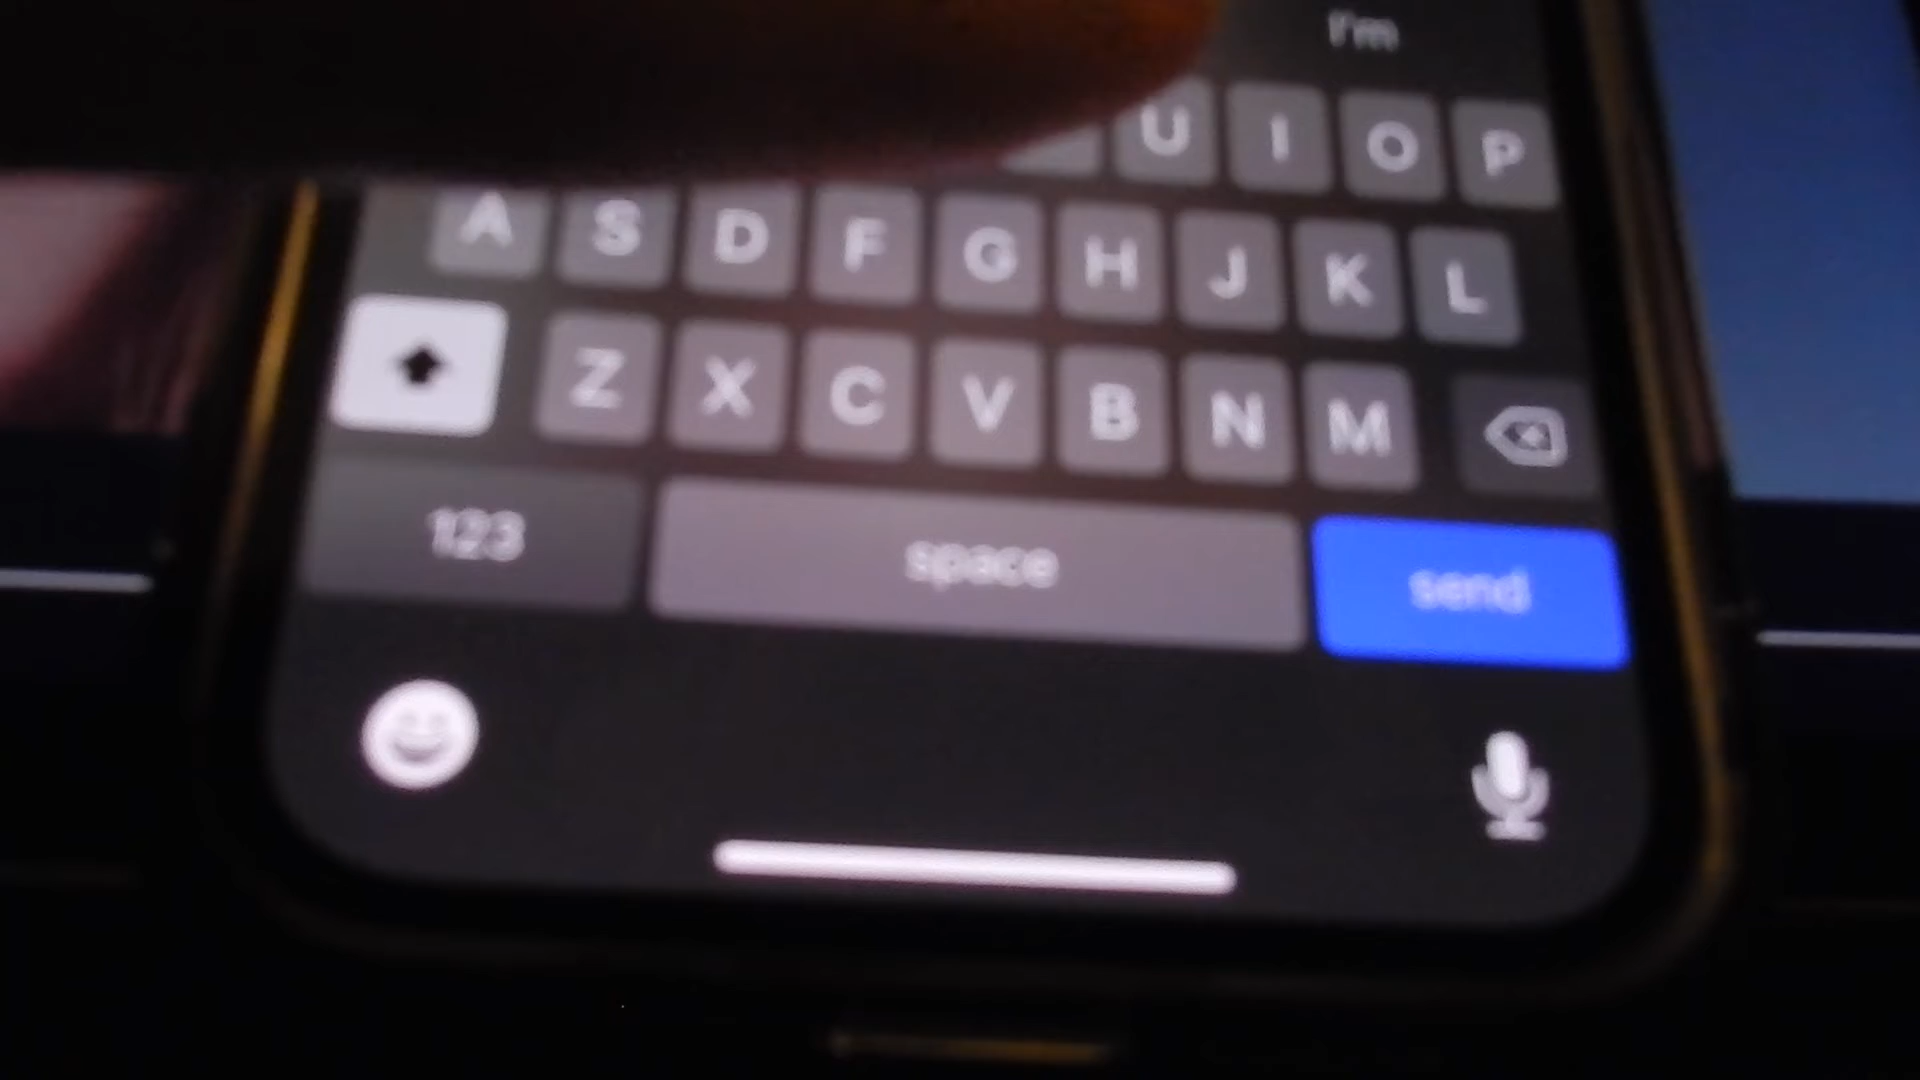 I'm
U I O P
A S D F G H J K L
Z X C V B N M
123 space send